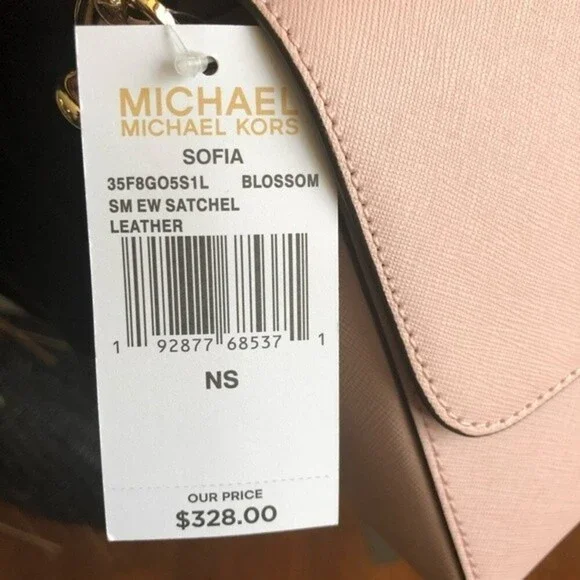 MICHAEL
MICHAEL KORS
SOFIA
35F8GO5S1L BLOSSOM
SM EW SATCHEL
LEATHER
1 92877 68537 1
NS
OUR PRICE
$328.00